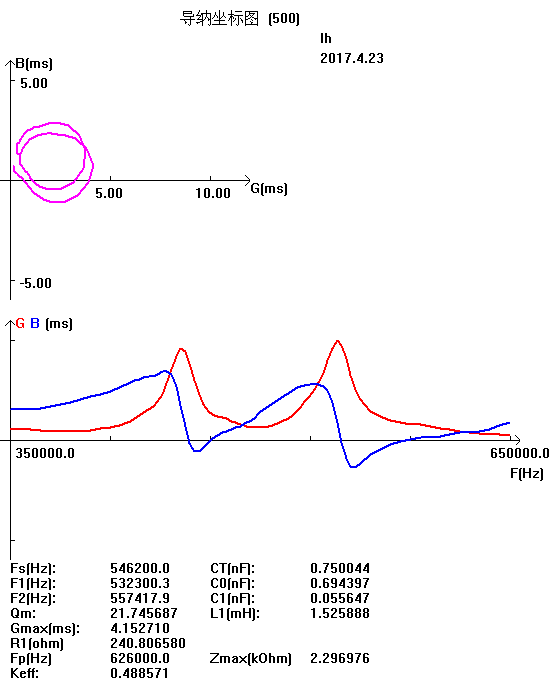 导纳坐标图 (500)
lh
2017.4.23
B(ms)
5.00
5.00 10.00 G(ms)
-5.00
G B (ms)
350000.0 650000.0
F(Hz)
Fs(Hz): 546200.0 CT(nF): 0.750044
F1(Hz): 532300.3 C0(nF): 0.694397
F2(Hz): 557417.9 C1(nF): 0.055647
Qm: 21.745687 L1(mH): 1.525888
Gmax(ms): 4.152710
R1(ohm) 240.806580
Fp(Hz) 626000.0 Zmax(kOhm) 2.296976
Keff: 0.488571